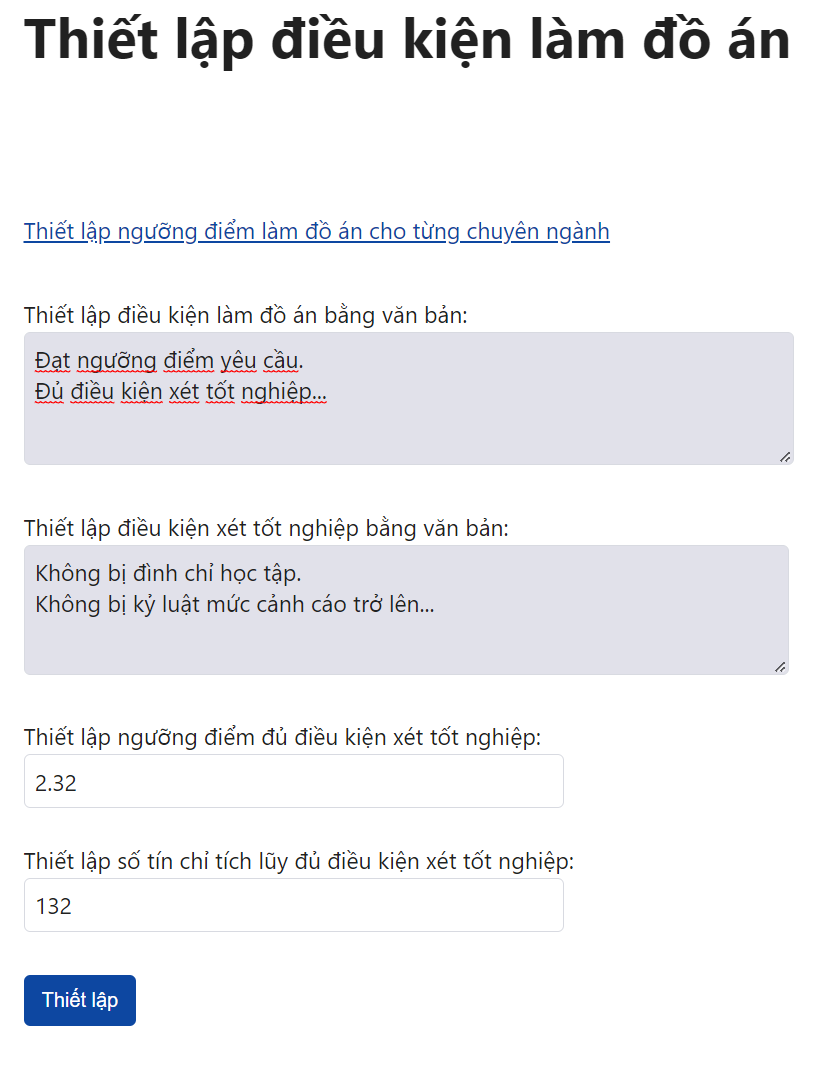 Thiết lập điều kiện làm đồ án
Thiết lập ngưỡng điểm làm đồ án cho từng chuyên ngành
Thiết lập điều kiện làm đồ án bằng văn bản:
Đạt ngưỡng điểm yêu cầu.
Đủ điều kiện xét tốt nghiệp...
Thiết lập điều kiện xét tốt nghiệp bằng văn bản:
Không bị đình chỉ học tập.
Không bị kỷ luật mức cảnh cáo trở lên...
Thiết lập ngưỡng điểm đủ điều kiện xét tốt nghiệp:
2.32
Thiết lập số tín chỉ tích lũy đủ điều kiện xét tốt nghiệp:
132
Thiết lập